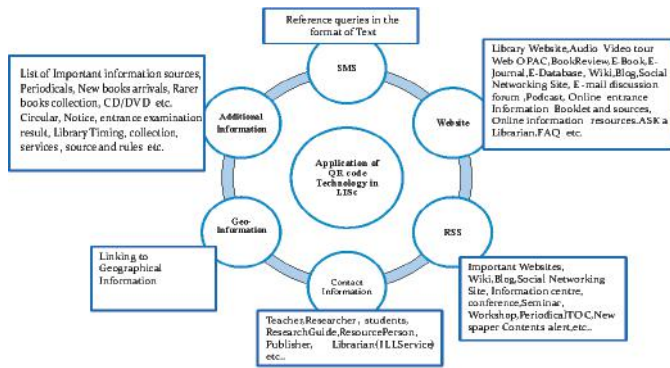 Reference queries in the
format of Text
SMS
Library Website,Audio Video tour
Web OPAC,BookReview,E-Book,E-
Journal,E-Database, Wiki,Blog,Social
Networking Site, E-mail discussion
forum ,Podcast, Online entrance
Information Booklet and sources,
Online information resources.ASK a
Librarian.FAQ etc.
Website
List of Important information sources,
Periodicals, New books arrivals, Rarer
books collection, CD/DVD etc.
Circular, Notice, entrance examination
result, Library Timing, collection,
services, source and rules etc.
Additional
Information
Application of
QR code
Technology in
LISc
Geo-
Information
RSS
Linking to
Geographical
Information
Contact
Information
Important Websites,
Wiki,Blog,Social Networking
Site, Information centre,
conference,Seminar,
Workshop,PeriodicalTOC,New
spaper Contents alert,etc..
Teacher,Researcher, students,
ResearchGuide,ResourcePerson,
Publisher, Librarian(ILLService)
etc..